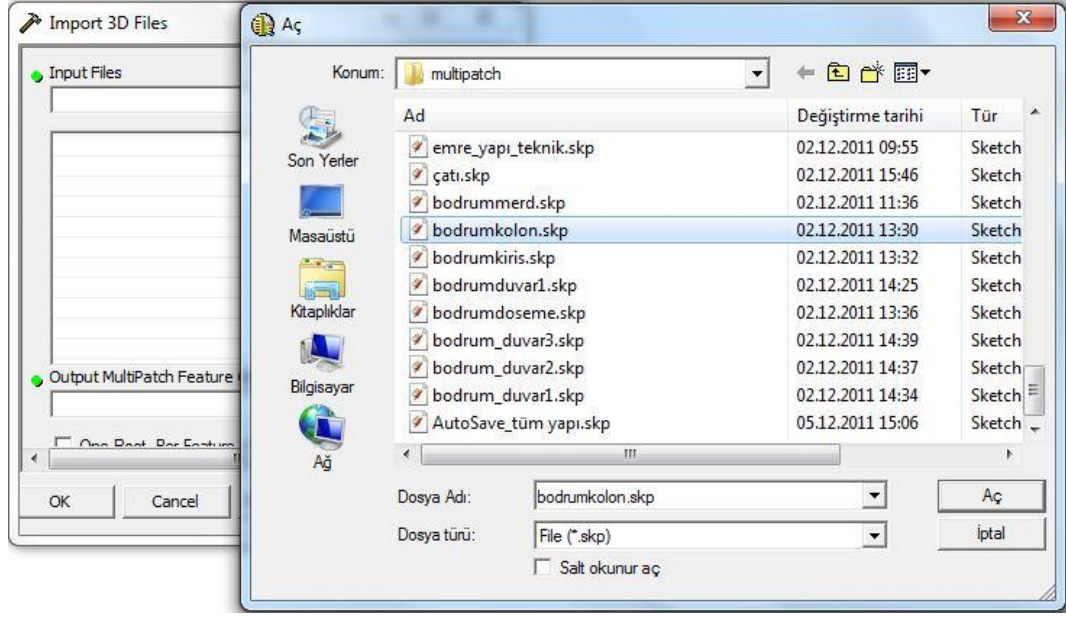 Import 3D Files
Input Files
Output MultiPatch Feature
One Root Per Feature
OK
Cancel
Aç
Konum:
multipatch
Son Yerler
Masaüstü
Kitaplıklar
Bilgisayar
Ağ
Ad Değiştirme tarihi Tür
emre_yapı_teknik.skp 02.12.2011 09:55 Sketch
çatı.skp 02.12.2011 15:46 Sketch
bodrummerd.skp 02.12.2011 11:36 Sketch
bodrumkolon.skp 02.12.2011 13:30 Sketch
bodrumkiris.skp 02.12.2011 13:32 Sketch
bodrumduvar1.skp 02.12.2011 14:25 Sketch
bodrumdoseme.skp 02.12.2011 13:36 Sketch
bodrum_duvar3.skp 02.12.2011 14:39 Sketch
bodrum_duvar2.skp 02.12.2011 14:37 Sketch
bodrum_duvar1.skp 02.12.2011 14:34 Sketch
AutoSave_tüm yapı.skp 05.12.2011 15:06 Sketch
Dosya Adı: bodrumkolon.skp Aç
Dosya türü: File (*.skp) İptal
Salt okunur aç